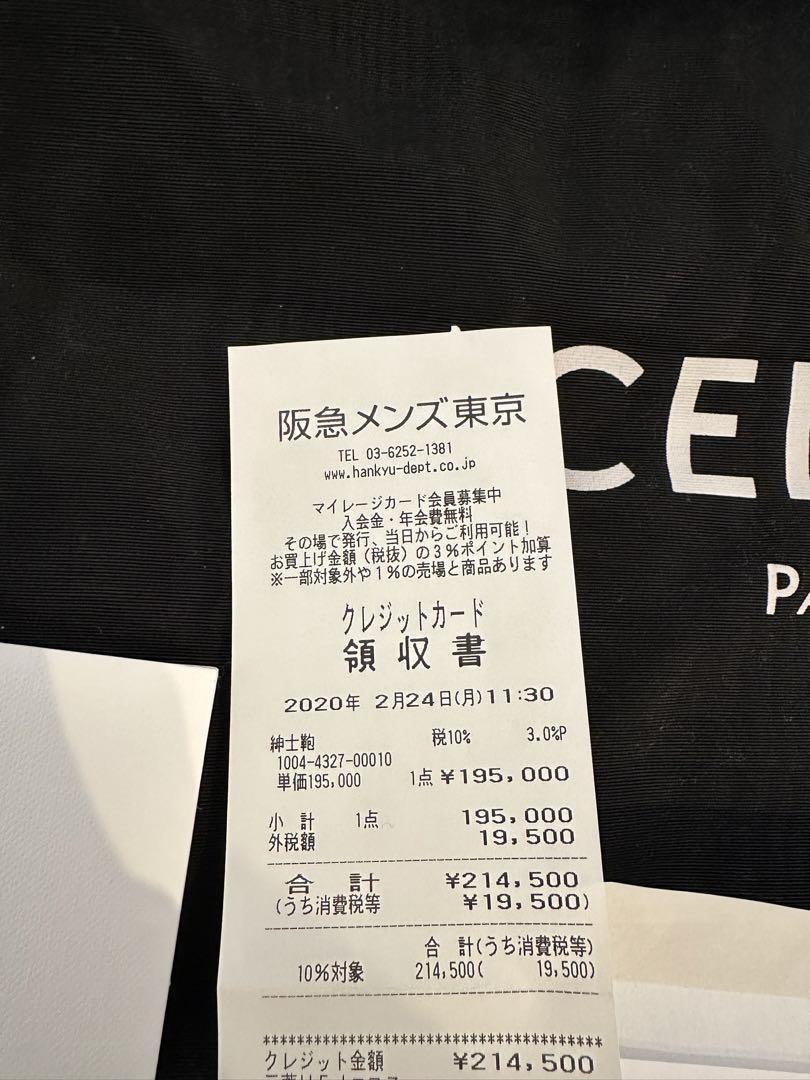 阪急メンズ東京
TEL 03-6252-1381
www.hankyu-dept.co.jp
マイレージカード会員募集中
入会金・年会費無料
その場で発行、当日からご利用可能!
お買上げ金額(税抜)の3%ポイント加算
※一部対象外や1%の売場と商品あります
クレジットカード
領収書
2020年 2月24日(月)11:30
紳士鞄 税10% 3.0%P
1004-4327-00010
単価195,000 1点 ¥195,000
小 計 1点 195,000
外税額 19,500
合 計 ¥214,500
(うち消費税等 ¥19,500)
合 計(うち消費税等)
10%対象 214,500( 19,500)
****************************************
クレジット金額 ¥214,500
CE
P